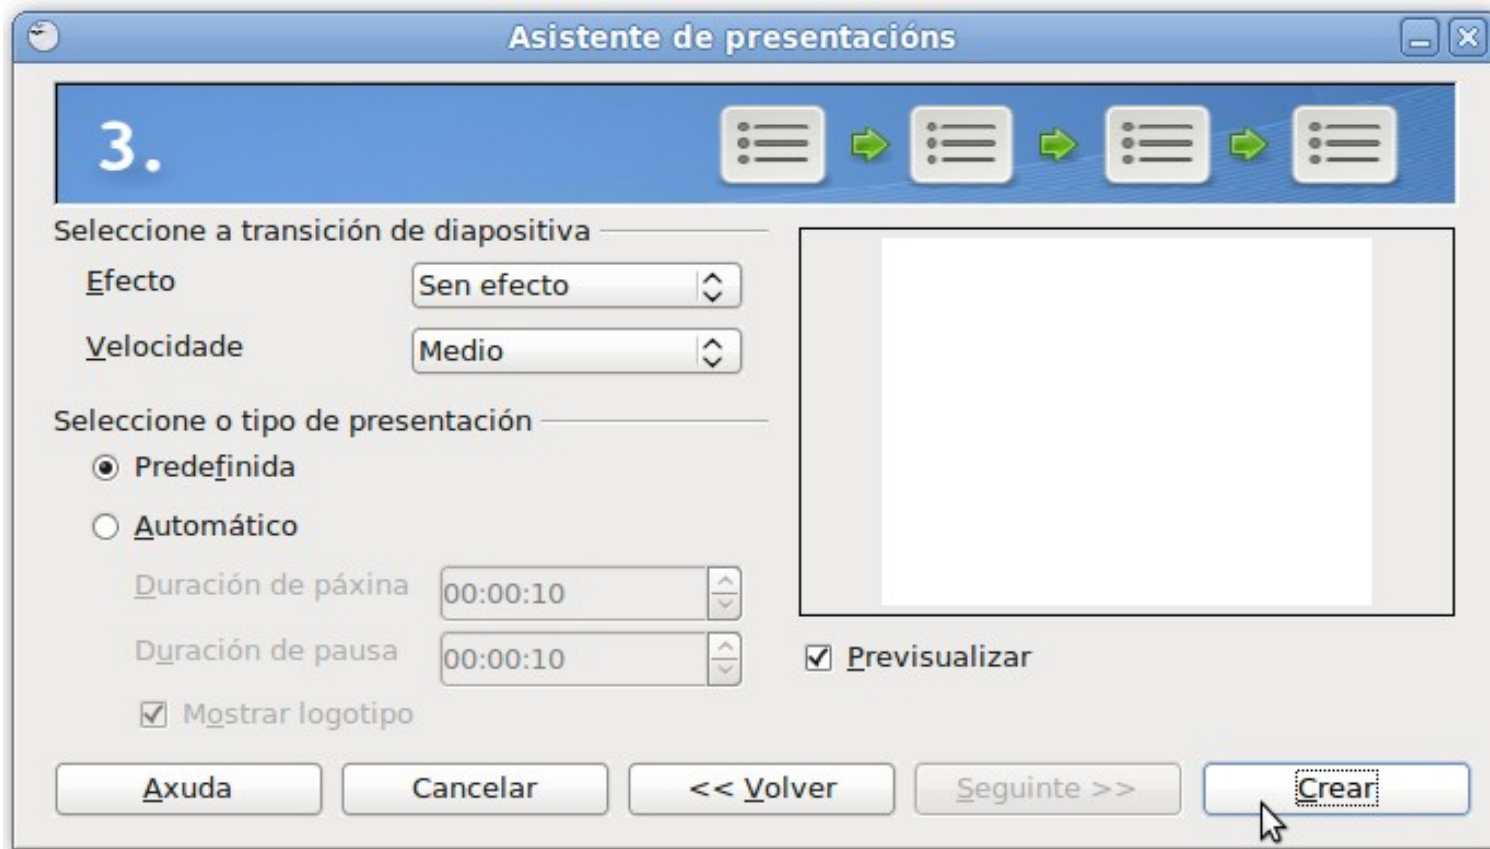 Asistente de presentacións
3.
Seleccione a transición de diapositiva
Efecto Sen efecto
Velocidade Medio
Seleccione o tipo de presentación
Predefinida
Automático
Duración de páxina 00:00:10
Duración de pausa 00:00:10
Mostrar logotipo
Previsualizar
Axuda Cancelar << Volver Seguinte >> Crear